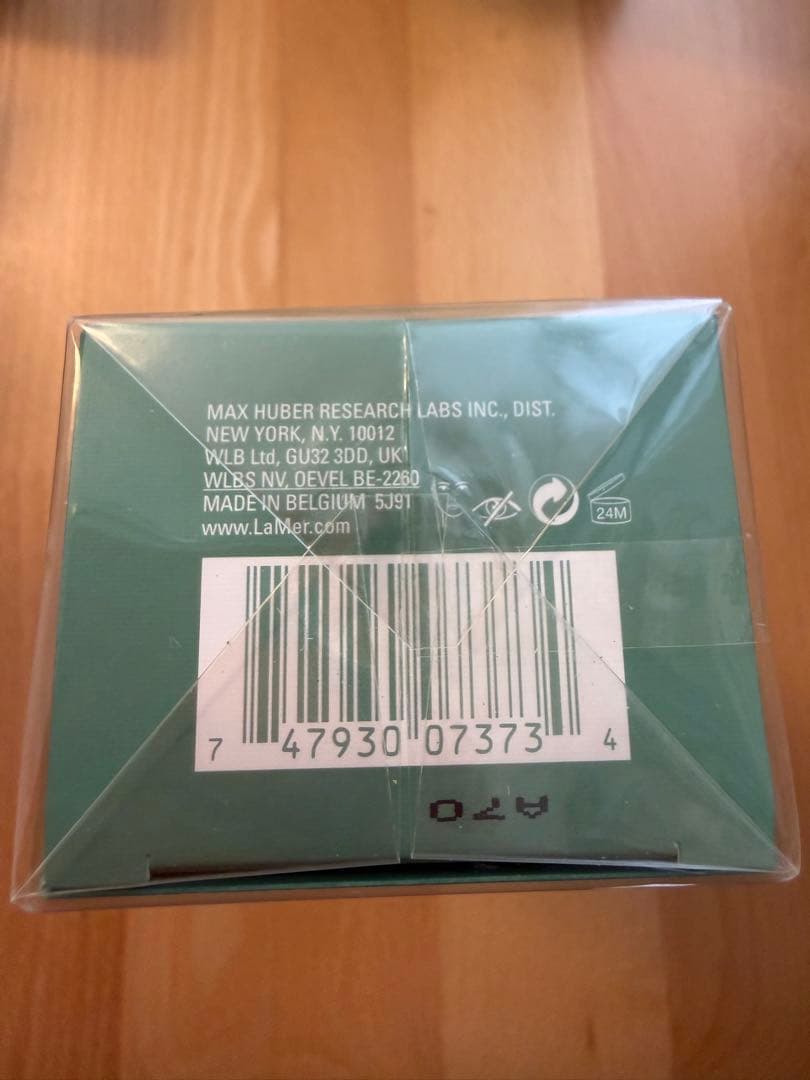 MAX HUBER RESEARCH LABS INC., DIST.
NEW YORK, N.Y. 10012
WLB Ltd, GU32 3DD, UK
WLBS NV, OEVEL BE-2260
MADE IN BELGIUM 5J91
www.LaMer.com
24M
7 47930 07373 4
A70